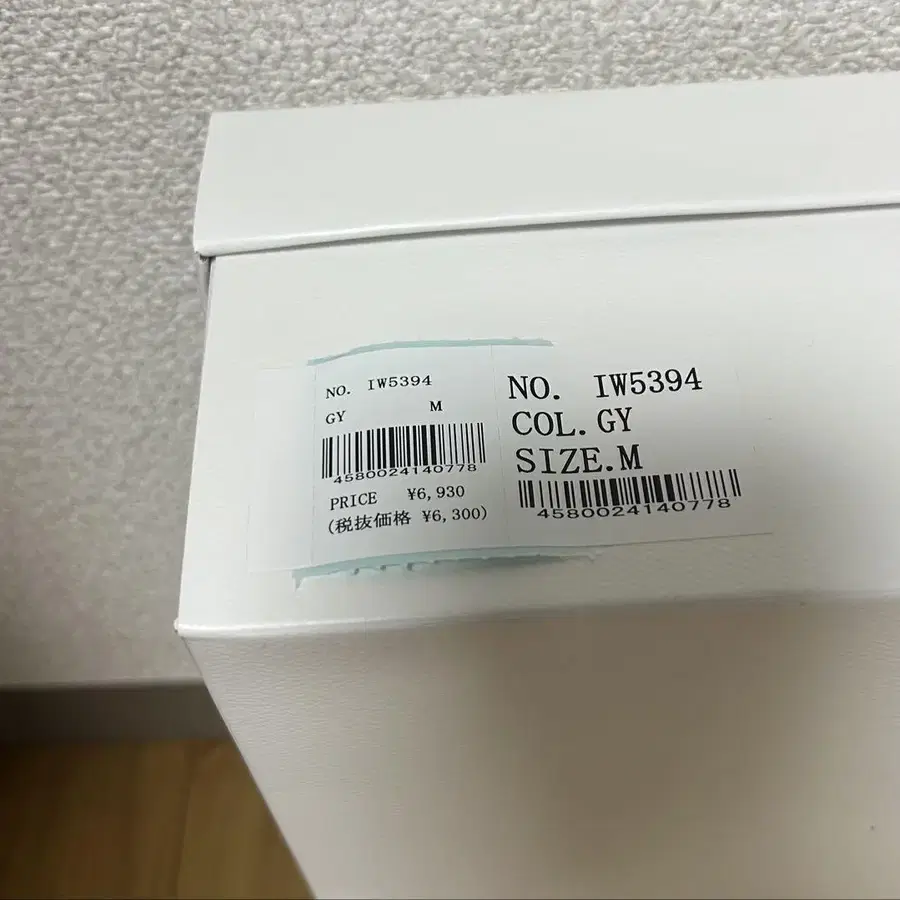 NO. IW5394
GY M
4580024140778
PRICE ¥6,930
(税抜価格 ¥6,300)
NO. IW5394
COL. GY
SIZE. M
4580024140778